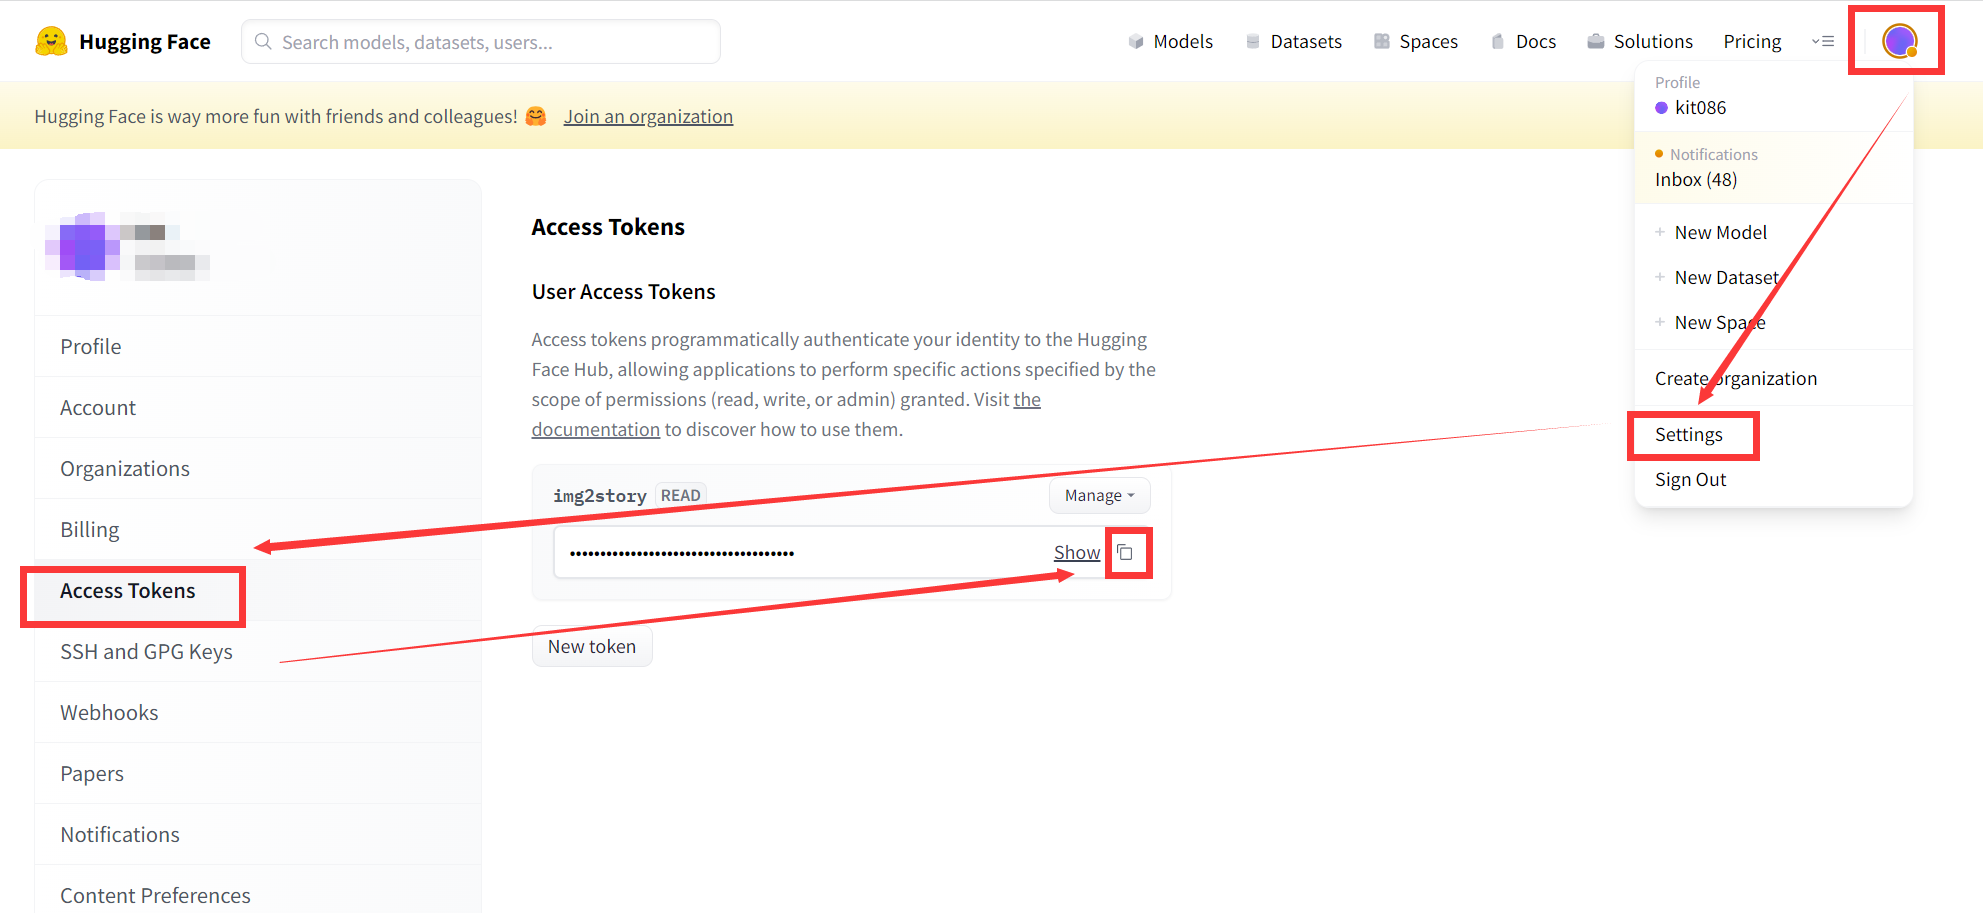 Hugging Face
Search models, datasets, users...
Models
Datasets
Spaces
Docs
Solutions
Pricing
Hugging Face is way more fun with friends and colleagues! 🤗 Join an organization
Profile
kit086
Notifications
Inbox (48)
+ New Model
+ New Dataset
+ New Space
Create organization
Settings
Sign Out
Profile
Account
Organizations
Billing
Access Tokens
SSH and GPG Keys
Webhooks
Papers
Notifications
Content Preferences
Access Tokens
User Access Tokens
Access tokens programmatically authenticate your identity to the Hugging
Face Hub, allowing applications to perform specific actions specified by the
scope of permissions (read, write, or admin) granted. Visit the
documentation to discover how to use them.
img2story READ
Manage
Show
New token